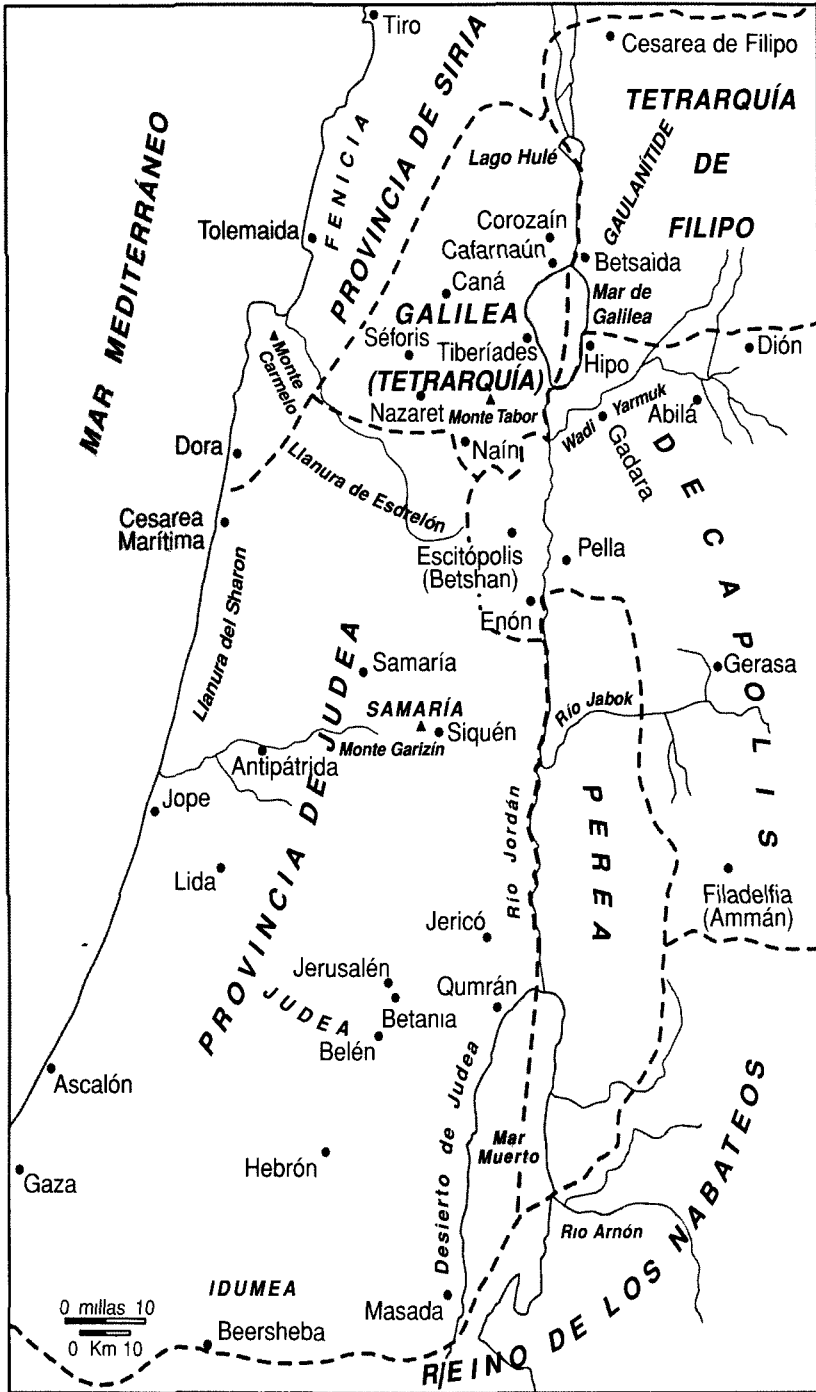 Tiro
Cesarea de Filipo
PROVINCIA DE SIRIA
FENICIA
MAR MEDITERRÁNEO
TETRARQUÍA
DE
FILIPO
Lago Hulé
GAULANÍTIDE
Tolemaida
Corozaín
Cafarnaún
Betsaida
Caná
Mar de
Galilea
GALILEA
Séforis
Tiberíades
Hipo
Dión
Monte
Carmelo
(TETRARQUÍA)
Nazaret
Monte Tabor
Wadi Yarmuk
Abilá
Gadara
Naín
Dora
Llanura de Esdrelón
DECAPOLIS
Cesarea
Marítima
Escitópolis
(Betshan)
Pella
Enón
Llanura del Sharon
Samaría
Gerasa
SAMARÍA
Siquén
Monte Garizín
Río Jabok
Antipátrida
Jope
PROVINCIA DE JUDEA
PEREA
Río Jordán
Lida
Filadelfia
(Ammán)
Jericó
Jerusalén
Qumrán
JUDEA
Betania
Belén
Ascalón
Desierto de Judea
Mar
Muerto
Hebrón
Gaza
Rio Arnón
REINO DE LOS NABATEOS
IDUMEA
0 millas 10
0 Km 10
Masada
Beersheba